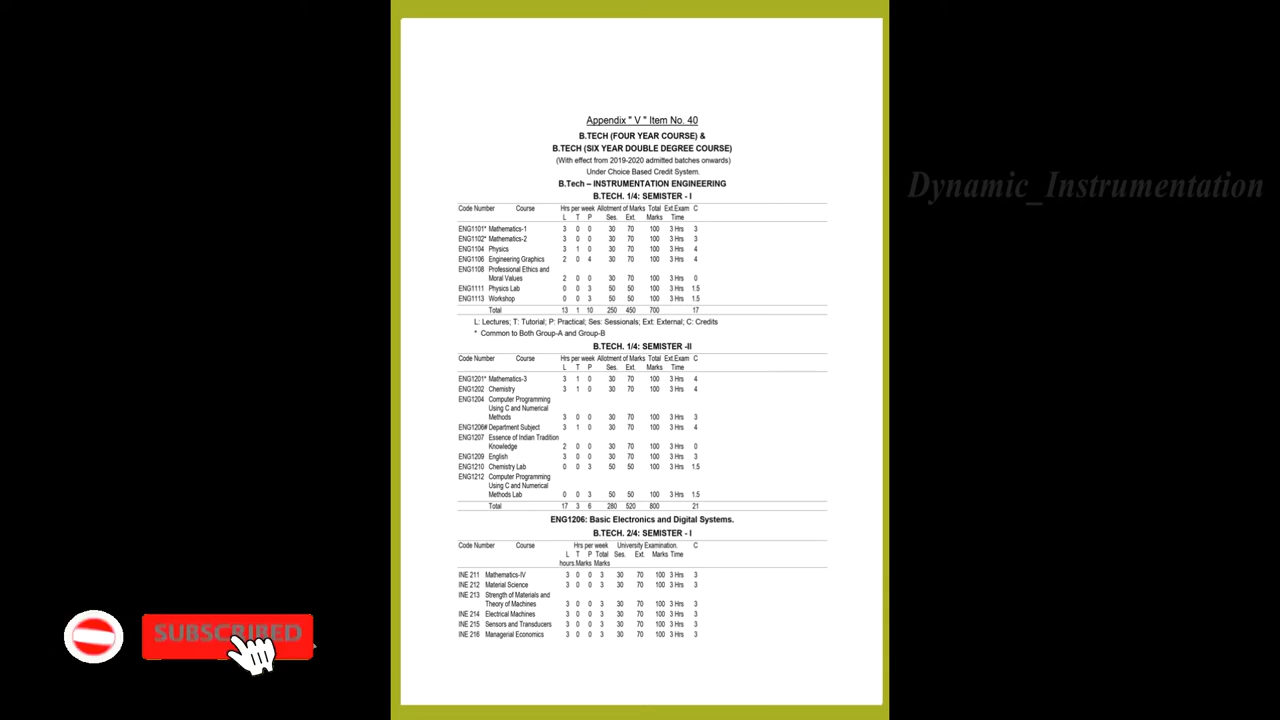 Appendix " V " Item No. 40
B.TECH (FOUR YEAR COURSE) &
B.TECH (SIX YEAR DOUBLE DEGREE COURSE)
(With effect from 2019-2020 admitted batches onwards)
Under Choice Based Credit System.
B.Tech – INSTRUMENTATION ENGINEERING
B.TECH. 1/4: SEMISTER - I
Code Number Course Hrs per week Allotment of Marks Total Ext.Exam C
L T P Ses. Ext. Marks Time
ENG1101* Mathematics-1 3 0 0 30 70 100 3 Hrs 3
ENG1102* Mathematics-2 3 0 0 30 70 100 3 Hrs 3
ENG1104 Physics 3 1 0 30 70 100 3 Hrs 4
ENG1106 Engineering Graphics 2 0 4 30 70 100 3 Hrs 4
ENG1108 Professional Ethics and
Moral Values 2 0 0 30 70 100 3 Hrs 0
ENG1111 Physics Lab 0 0 3 50 50 100 3 Hrs 1.5
ENG1113 Workshop 0 0 3 50 50 100 3 Hrs 1.5
Total 13 1 10 250 450 700 17
L: Lectures; T: Tutorial; P: Practical; Ses: Sessionals; Ext: External; C: Credits
* Common to Both Group-A and Group-B
B.TECH. 1/4: SEMISTER -II
Code Number Course Hrs per week Allotment of Marks Total Ext.Exam C
L T P Ses. Ext. Marks Time
ENG1201* Mathematics-3 3 1 0 30 70 100 3 Hrs 4
ENG1202 Chemistry 3 1 0 30 70 100 3 Hrs 4
ENG1204 Computer Programming
Using C and Numerical
Methods 3 0 0 30 70 100 3 Hrs 3
ENG1206# Department Subject 3 1 0 30 70 100 3 Hrs 4
ENG1207 Essence of Indian Tradition
Knowledge 2 0 0 30 70 100 3 Hrs 0
ENG1209 English 3 0 0 30 70 100 3 Hrs 3
ENG1210 Chemistry Lab 0 0 3 50 50 100 3 Hrs 1.5
ENG1212 Computer Programming
Using C and Numerical
Methods Lab 0 0 3 50 50 100 3 Hrs 1.5
Total 17 3 6 280 520 800 21
ENG1206: Basic Electronics and Digital Systems.
B.TECH. 2/4: SEMISTER - I
Code Number Course Hrs per week University Examination. C
L T P Total Ses. Ext. Marks Time
hours.Marks Marks
INE 211 Mathematics-IV 3 0 0 3 30 70 100 3 Hrs 3
INE 212 Material Science 3 0 0 3 30 70 100 3 Hrs 3
INE 213 Strength of Materials and
Theory of Machines 3 0 0 3 30 70 100 3 Hrs 3
INE 214 Electrical Machines 3 0 0 3 30 70 100 3 Hrs 3
INE 215 Sensors and Transducers 3 0 0 3 30 70 100 3 Hrs 3
INE 216 Managerial Economics 3 0 0 3 30 70 100 3 Hrs 3
Dynamic_Instrumentation
SUBSCRIBED